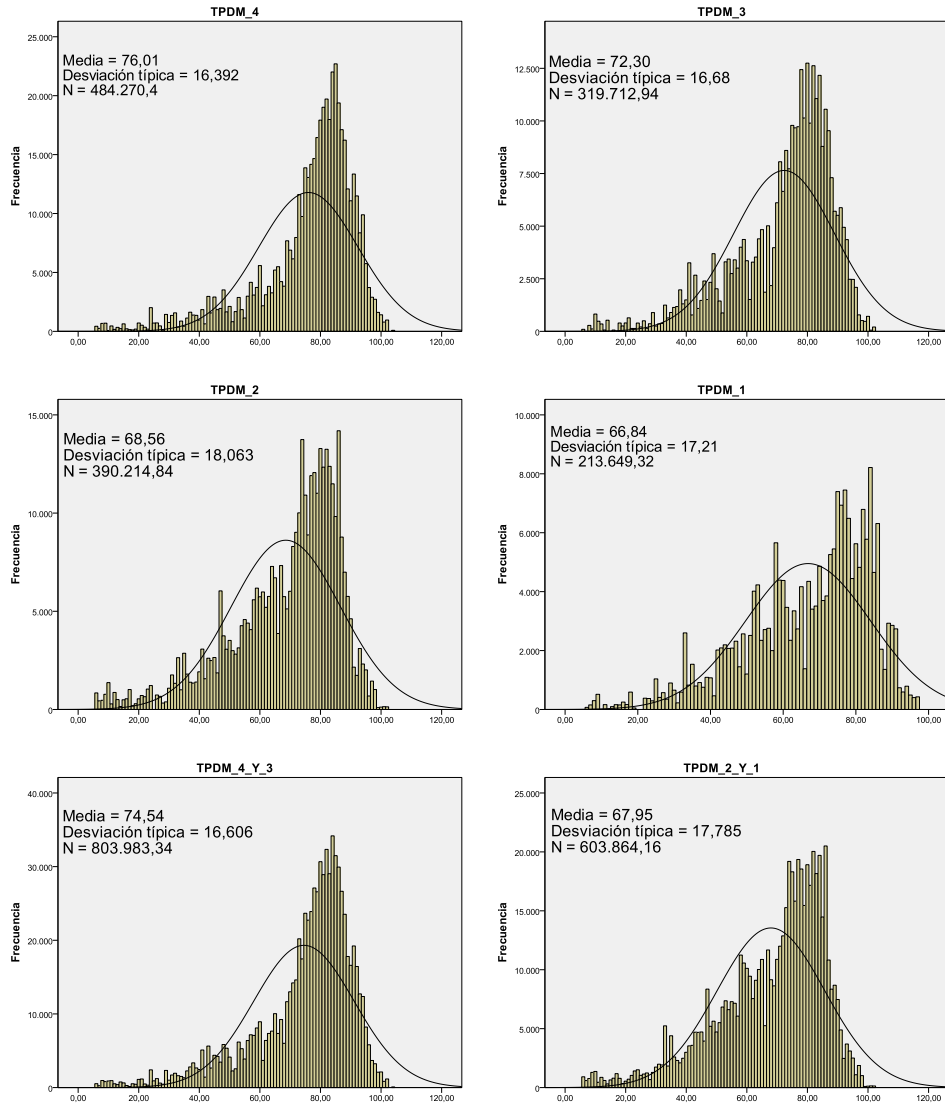 TPDM_4
25.000
20.000
15.000
10.000
5.000
0
Frecuencia
Media = 76,01
Desviación típica = 16,392
N = 484.270,4
0,00 20,00 40,00 60,00 80,00 100,00 120,00
TPDM_3
12.500
10.000
7.500
5.000
2.500
0
Frecuencia
Media = 72,30
Desviación típica = 16,68
N = 319.712,94
0,00 20,00 40,00 60,00 80,00 100,00 120,00
TPDM_2
15.000
10.000
5.000
0
Frecuencia
Media = 68,56
Desviación típica = 18,063
N = 390.214,84
0,00 20,00 40,00 60,00 80,00 100,00 120,00
TPDM_1
10.000
8.000
6.000
4.000
2.000
0
Frecuencia
Media = 66,84
Desviación típica = 17,21
N = 213.649,32
0,00 20,00 40,00 60,00 80,00 100,00
TPDM_4_Y_3
40.000
30.000
20.000
10.000
0
Frecuencia
Media = 74,54
Desviación típica = 16,606
N = 803.983,34
0,00 20,00 40,00 60,00 80,00 100,00 120,00
TPDM_2_Y_1
25.000
20.000
15.000
10.000
5.000
0
Frecuencia
Media = 67,95
Desviación típica = 17,785
N = 603.864,16
0,00 20,00 40,00 60,00 80,00 100,00 120,00